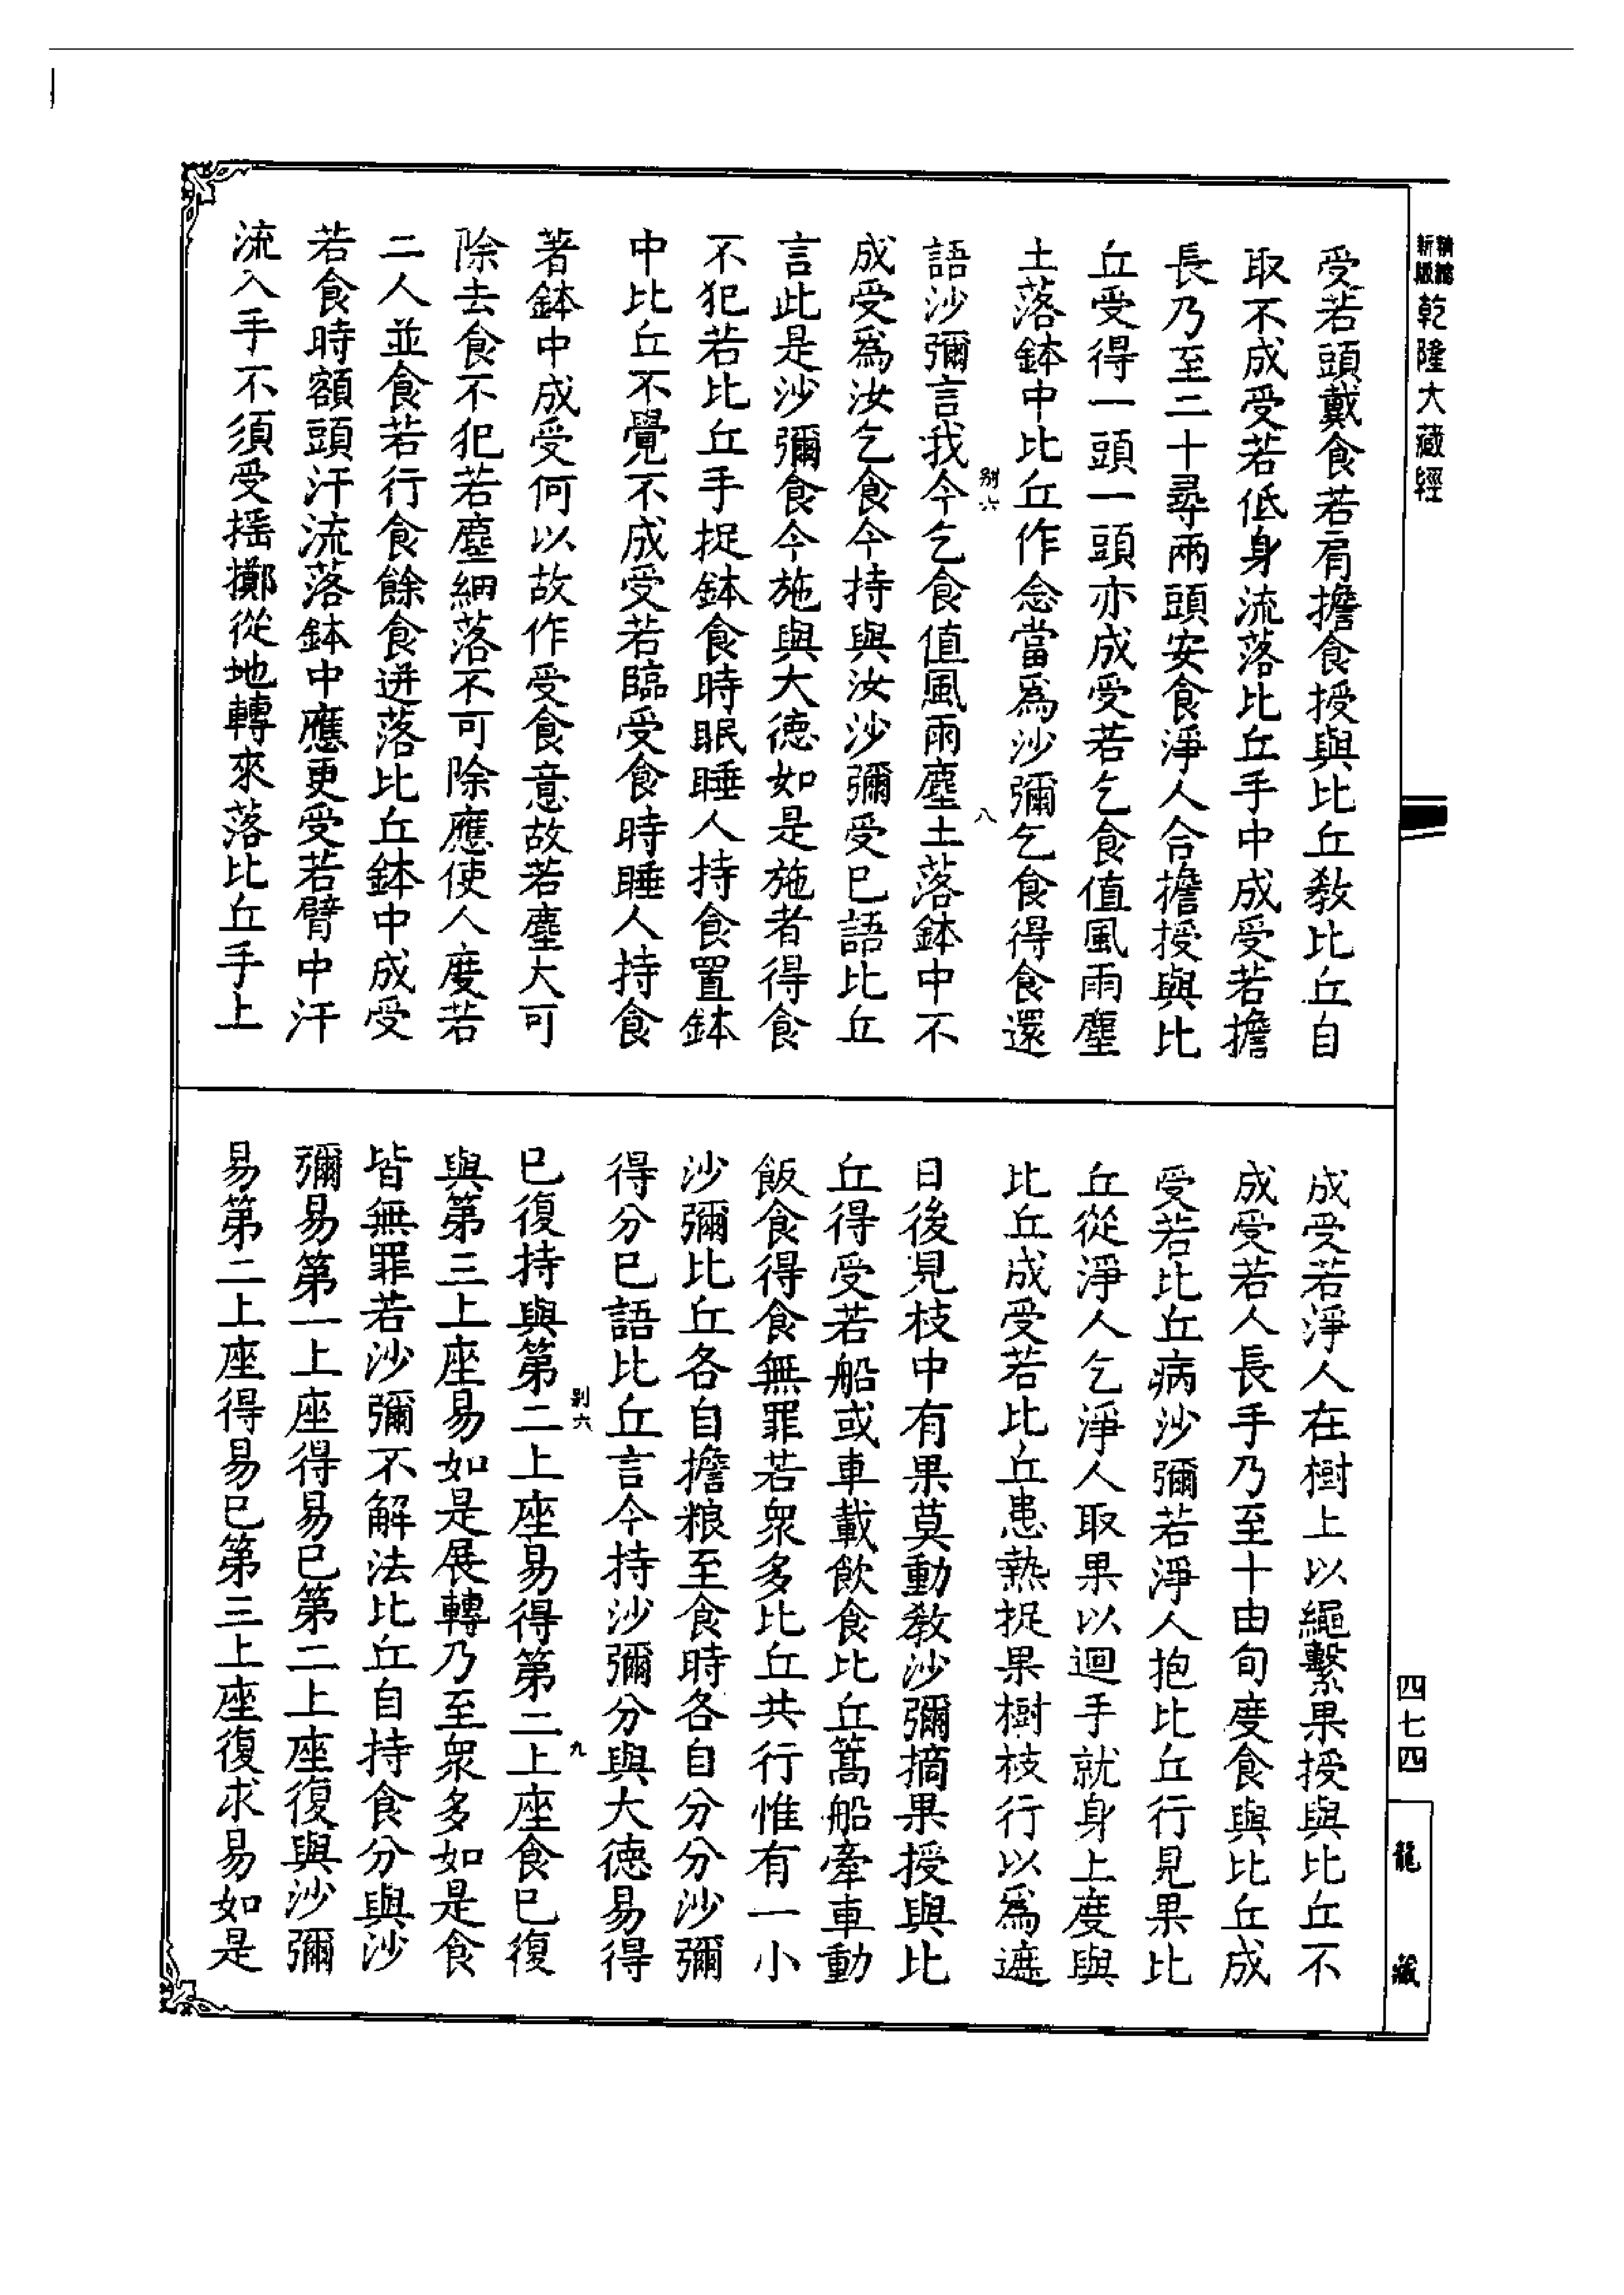 新編縮版乾隆大藏經
受若頭戴食若肩擔食授與比丘敎比丘自
取不成受若低身流落比丘手中成受若擔
長乃至二十尋兩頭安食淨人合擔授與比
丘受得一頭一頭亦成受若乞食值風雨塵
土落鉢中比丘作念當爲沙彌乞食得食還
別六
八
語沙彌言我今乞食值風雨塵土落鉢中不
成受爲汝乞食今持與汝沙彌受已語比丘
言此是沙彌食今施與大德如是施者得食
不犯若比丘手捉鉢食時眠睡人持食置鉢
中比丘不覺不成受若臨受食時睡人持食
著鉢中成受何以故作受食意故若塵大可
除去食不犯若塵細落不可除應使人度若
二人並食若行食餘食迸落比丘鉢中成受
若食時額頭汗流落鉢中應更受若臂中汗
流入手不須受搖擲從地轉來落比丘手上
成受若淨人在樹上以繩繫果授與比丘不
成受若人長手乃至十由旬度食與比丘成
受若比丘病沙彌若淨人抱比丘行見果比
丘從淨人乞淨人取果以迴手就身上度與
比丘成受若比丘患熱捉果樹枝行以爲遮
日後見枝中有果莫動敎沙彌摘果授與比
丘得受若船或車載飲食比丘篙船牽車動
飯食得食無罪若衆多比丘共行惟有一小
沙彌比丘各自擔粮至食時各自分分沙彌
得分已語比丘言今持沙彌分與大德易得
別六
九
已復持與第二上座易得第二上座食已復
與第三上座易如是展轉乃至衆多如是食
皆無罪若沙彌不解法比丘自持食分與沙
彌易第一上座得易已第二上座復與沙彌
易第二上座得易已第三上座復求易如是
四七四
龍藏